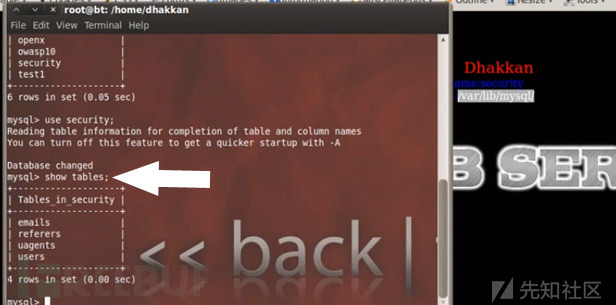 root@bt: /home/dhakkan
File Edit View Terminal Help
| openx |
| owasp10 |
| security |
| test1 |
+--------------------+
6 rows in set (0.05 sec)
mysql> use security;
Reading table information for completion of table and column names
You can turn off this feature to get a quicker startup with -A
Database changed
mysql> show tables;
+--------------------+
| Tables_in_security |
+--------------------+
| emails |
| referers |
| uagents |
| users |
+--------------------+
4 rows in set (0.00 sec)
mysql>
<< back |
Outline
Resize
Tools
Dhakkan
/var/lib/mysql/
B SER
先知社区